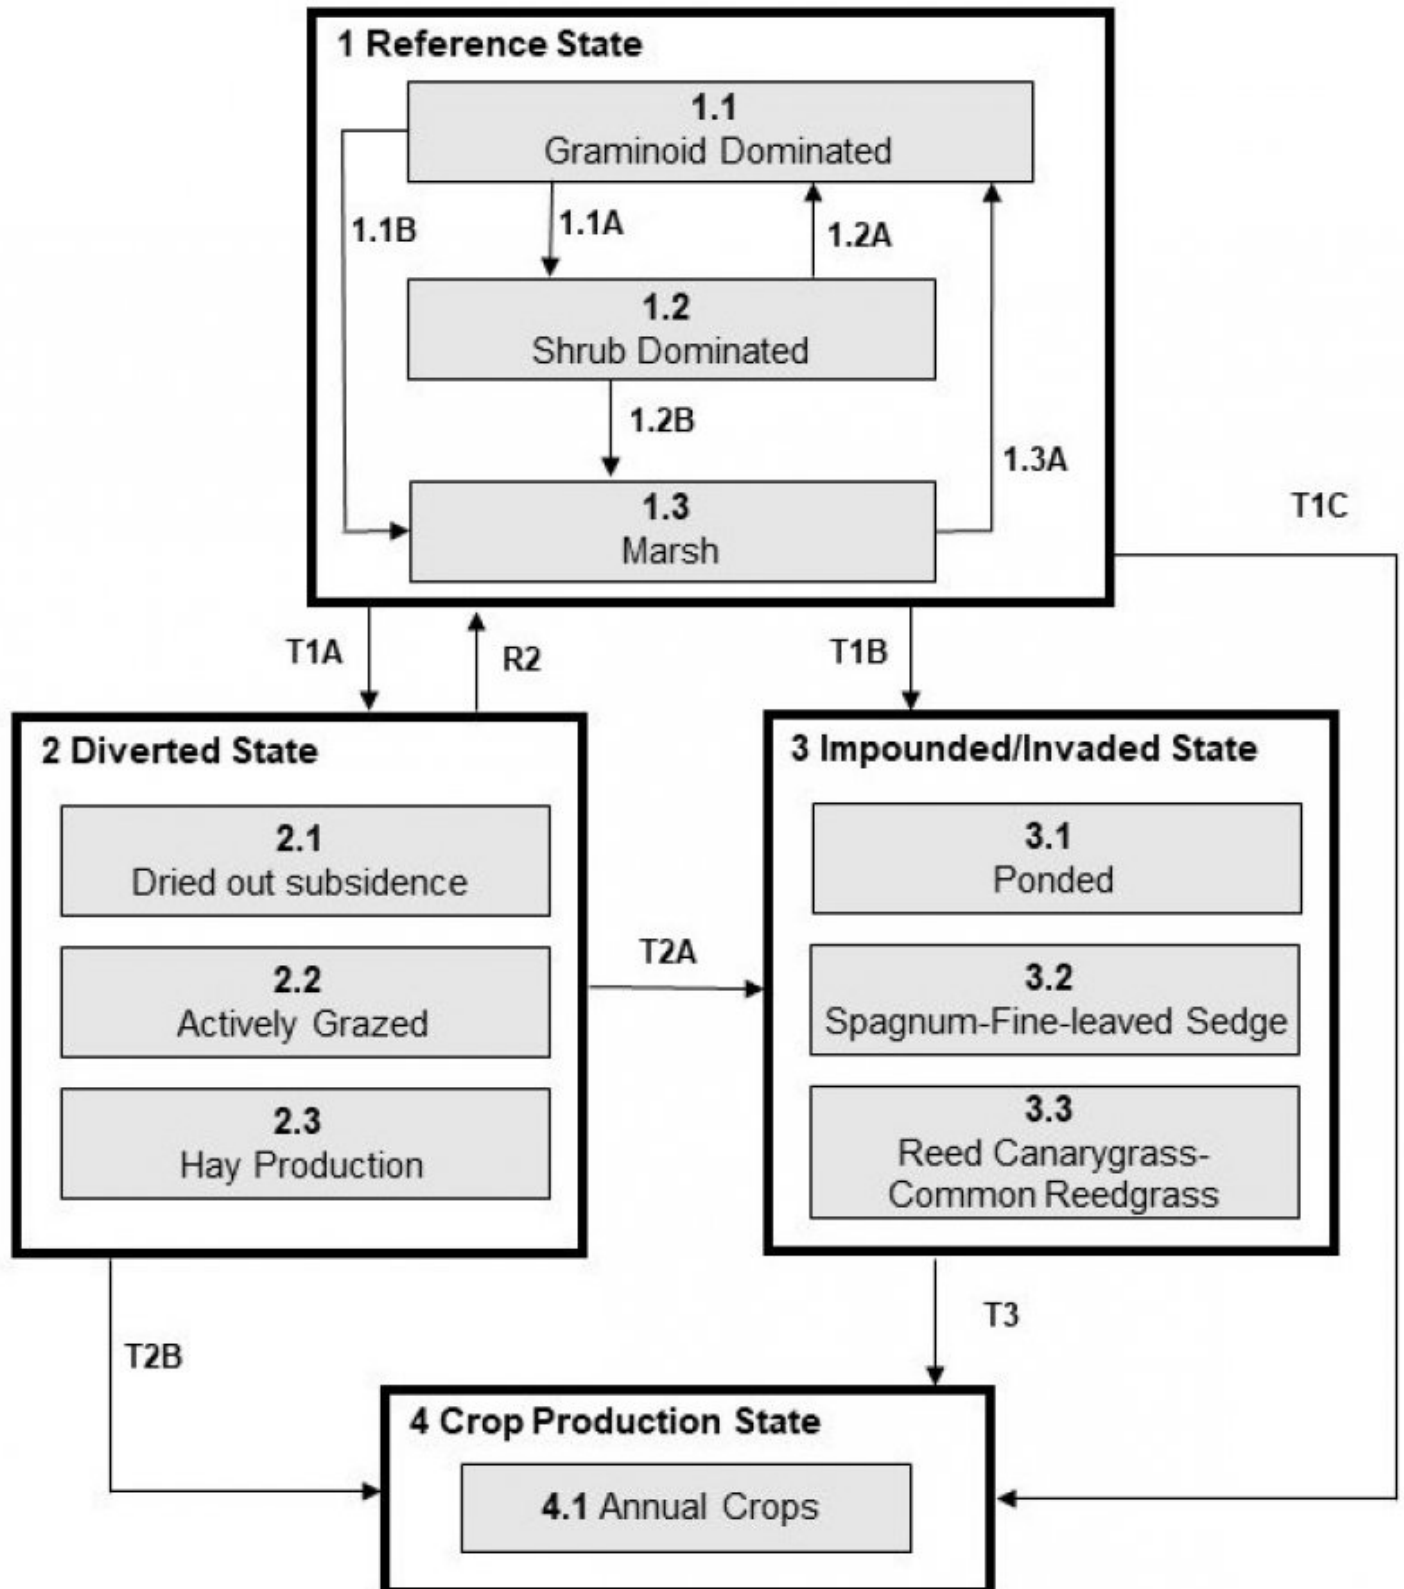 1 Reference State
1.1
Graminoid Dominated
1.1B
1.1A
1.2A
1.2
Shrub Dominated
1.2B
1.3A
1.3
Marsh
T1C
T1A
R2
T1B
2 Diverted State
2.1
Dried out subsidence
2.2
Actively Grazed
2.3
Hay Production
T2A
3 Impounded/Invaded State
3.1
Ponded
3.2
Spagnum-Fine-leaved Sedge
3.3
Reed Canarygrass-
Common Reedgrass
T2B
T3
4 Crop Production State
4.1 Annual Crops